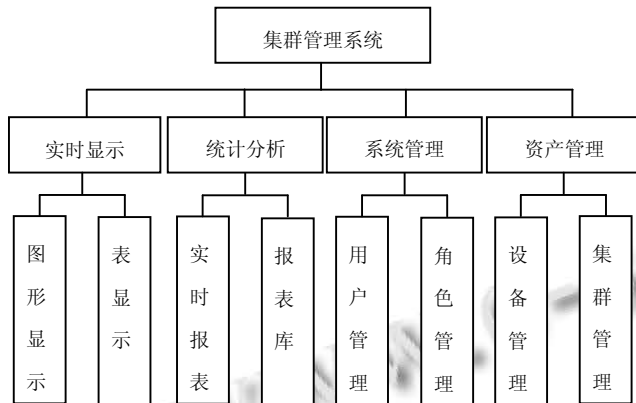 集群管理系统
实时显示
统计分析
系统管理
资产管理
图形显示
表显示
实时报表
报表库
用户管理
角色管理
设备管理
集群管理